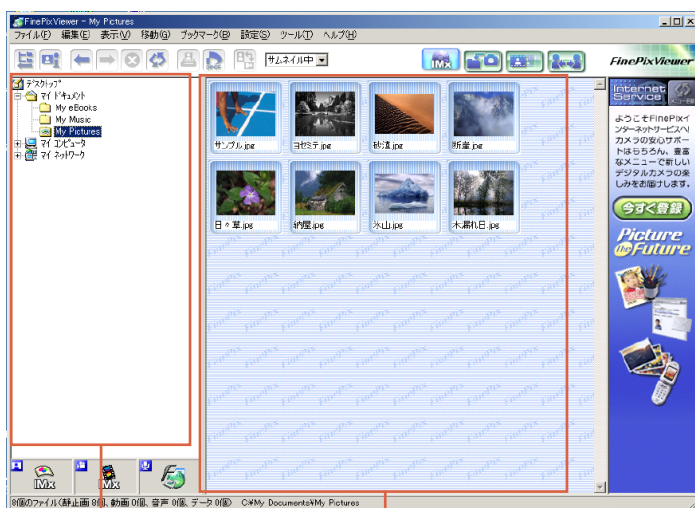 FinePixViewer - My Pictures
ファイル(F) 編集(E) 表示(V) 移動(G) ブックマーク(B) 設定(S) ツール(T) ヘルプ(H)
サムネイル中
IMx
FinePixViewer
デスクトップ
マイ ドキュメント
My eBooks
My Music
My Pictures
マイ コンピュータ
マイ ネットワーク
サンプル.jpg
ヨセミテ.jpg
砂漠.jpg
断崖.jpg
日々草.jpg
納屋.jpg
氷山.jpg
木漏れ日.jpg
Internet
Service
ようこそFinePixイ
ンターネットサービスへ!
カメラの安心サポー
トはもちろん、豊富
なメニューで新しい
デジタルカメラの楽
しみをお届けします。
今すぐ登録
Picture
the Future
IMx
IMx
8個のファイル(静止画 8個、動画 0個、音声 0個、データ 0個) C:¥My Documents¥My Pictures